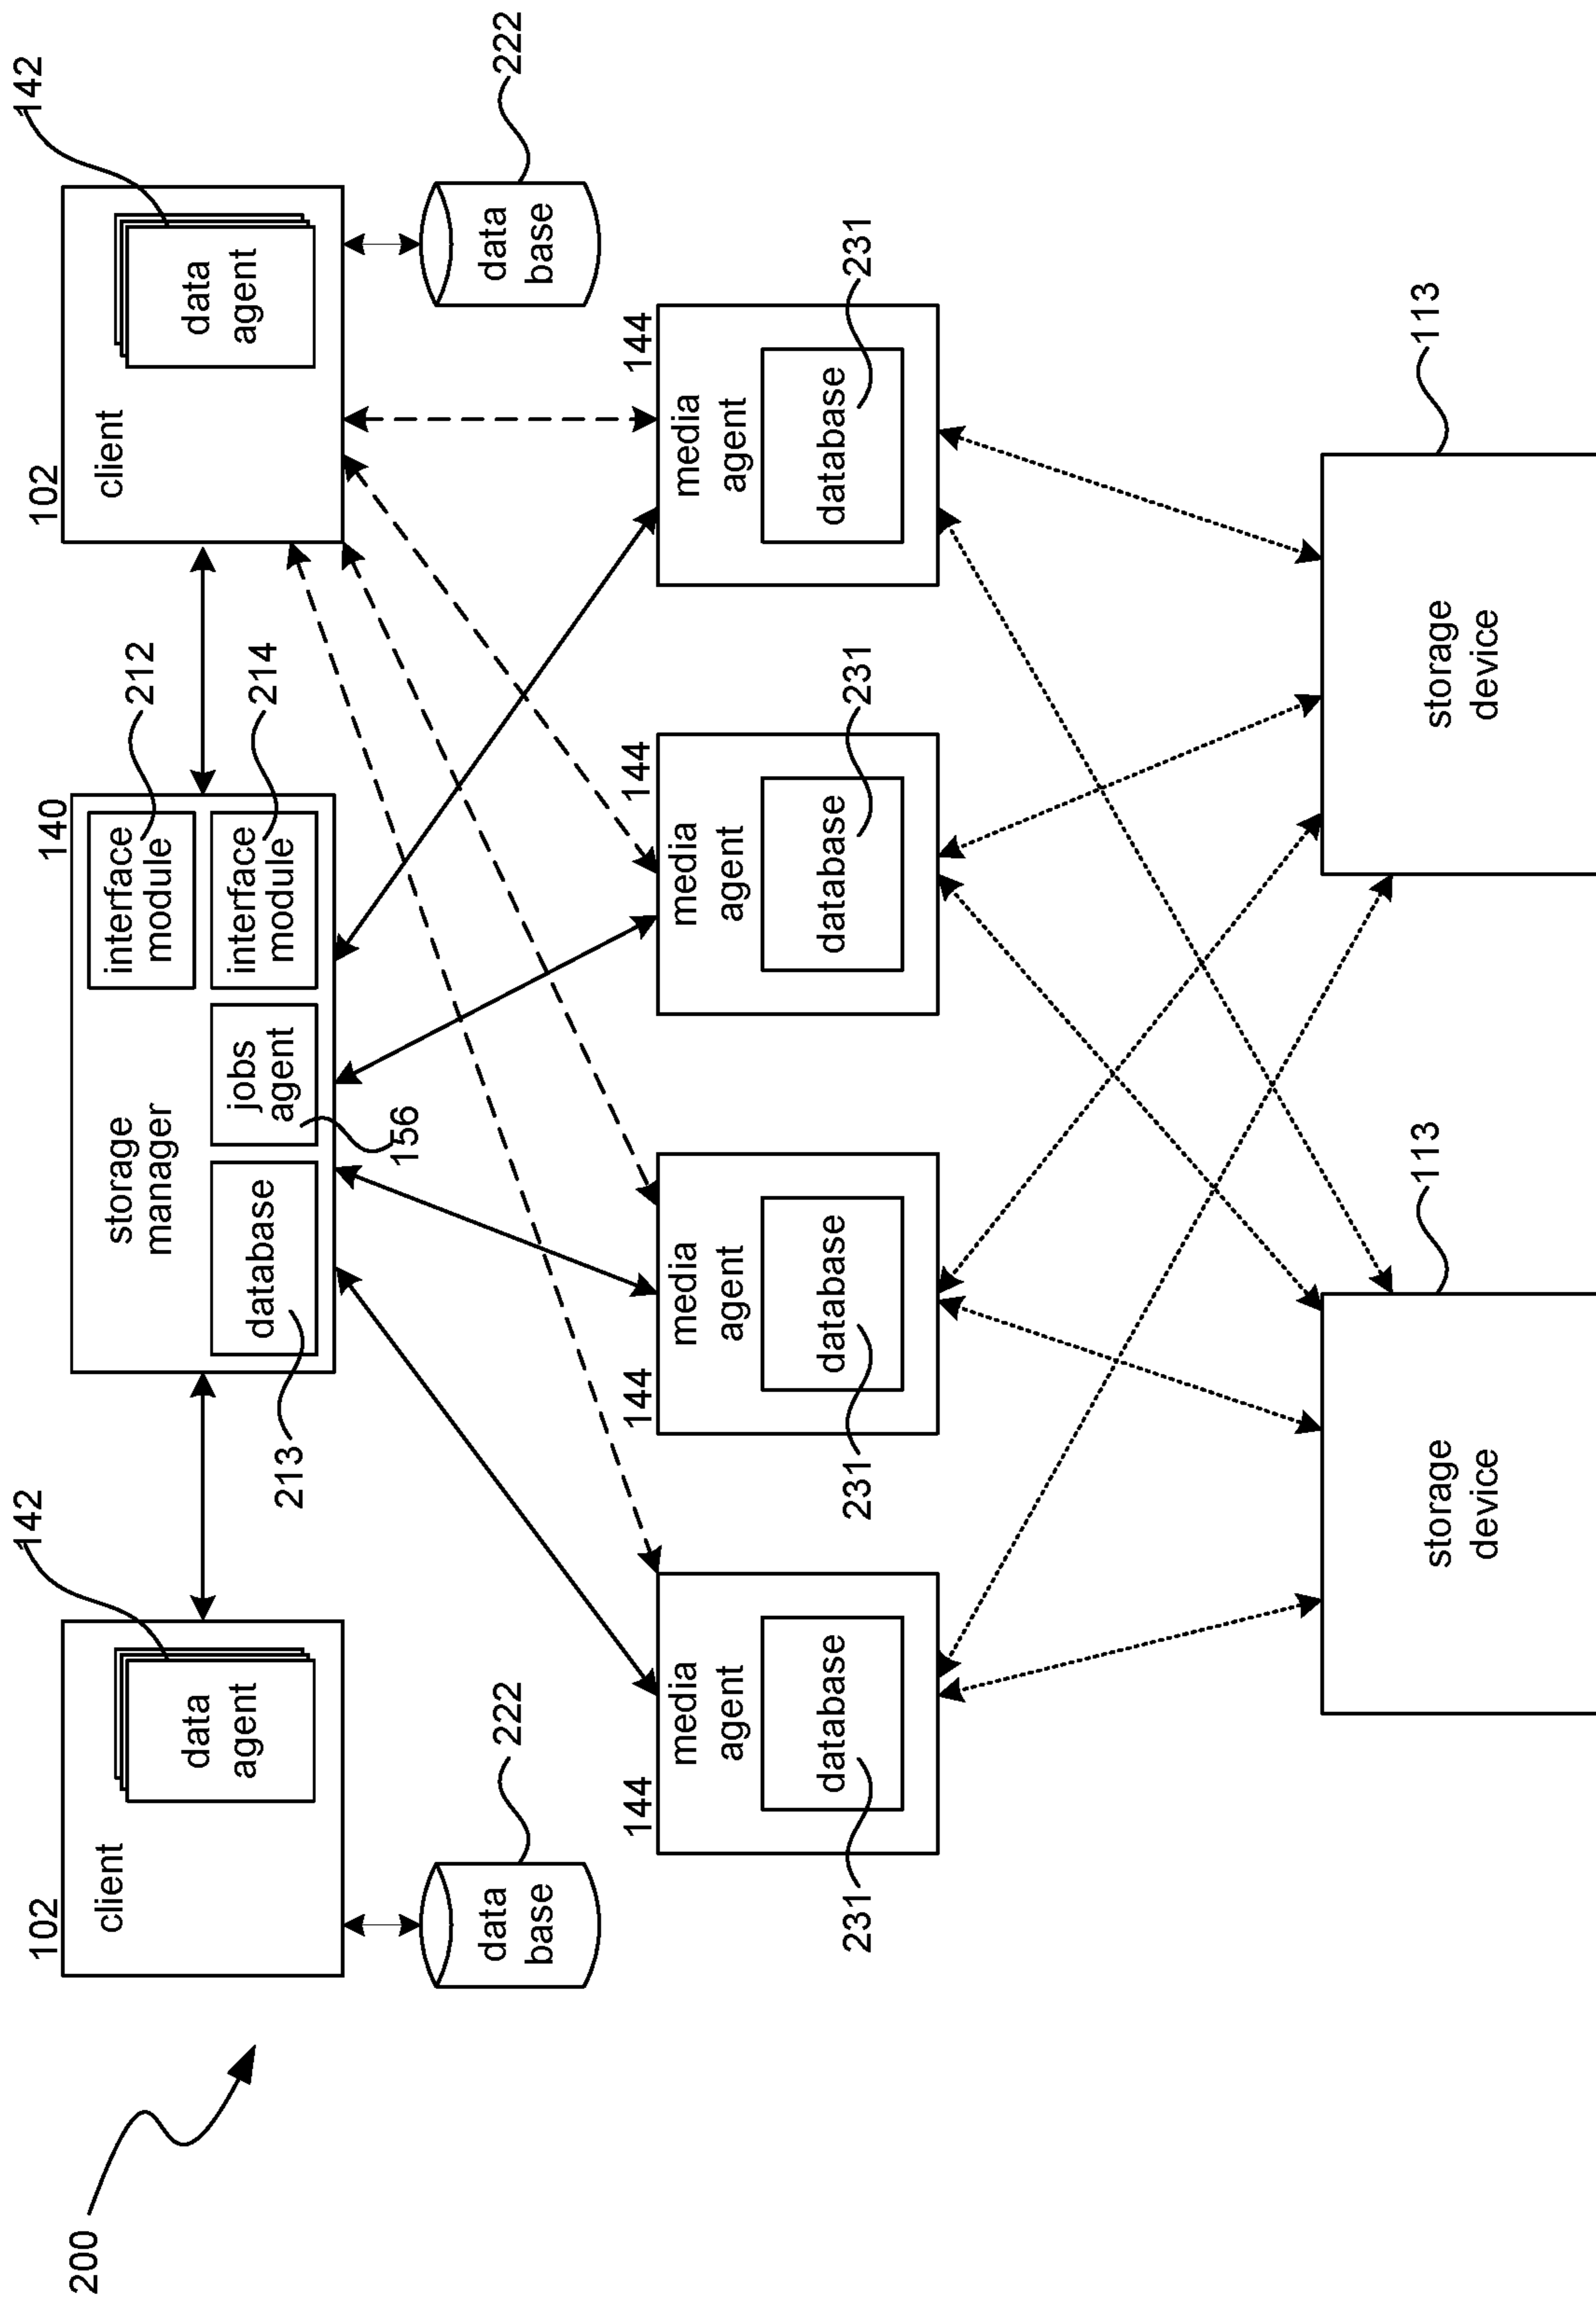 200
102
client
data
agent
142
data
base
222
140
storage
manager
database
213
jobs
agent
156
interface
module
212
interface
module
214
102
client
data
agent
142
data
base
222
144
media
agent
database
231
144
media
agent
database
231
144
media
agent
database
231
144
media
agent
database
231
storage
device
113
storage
device
113